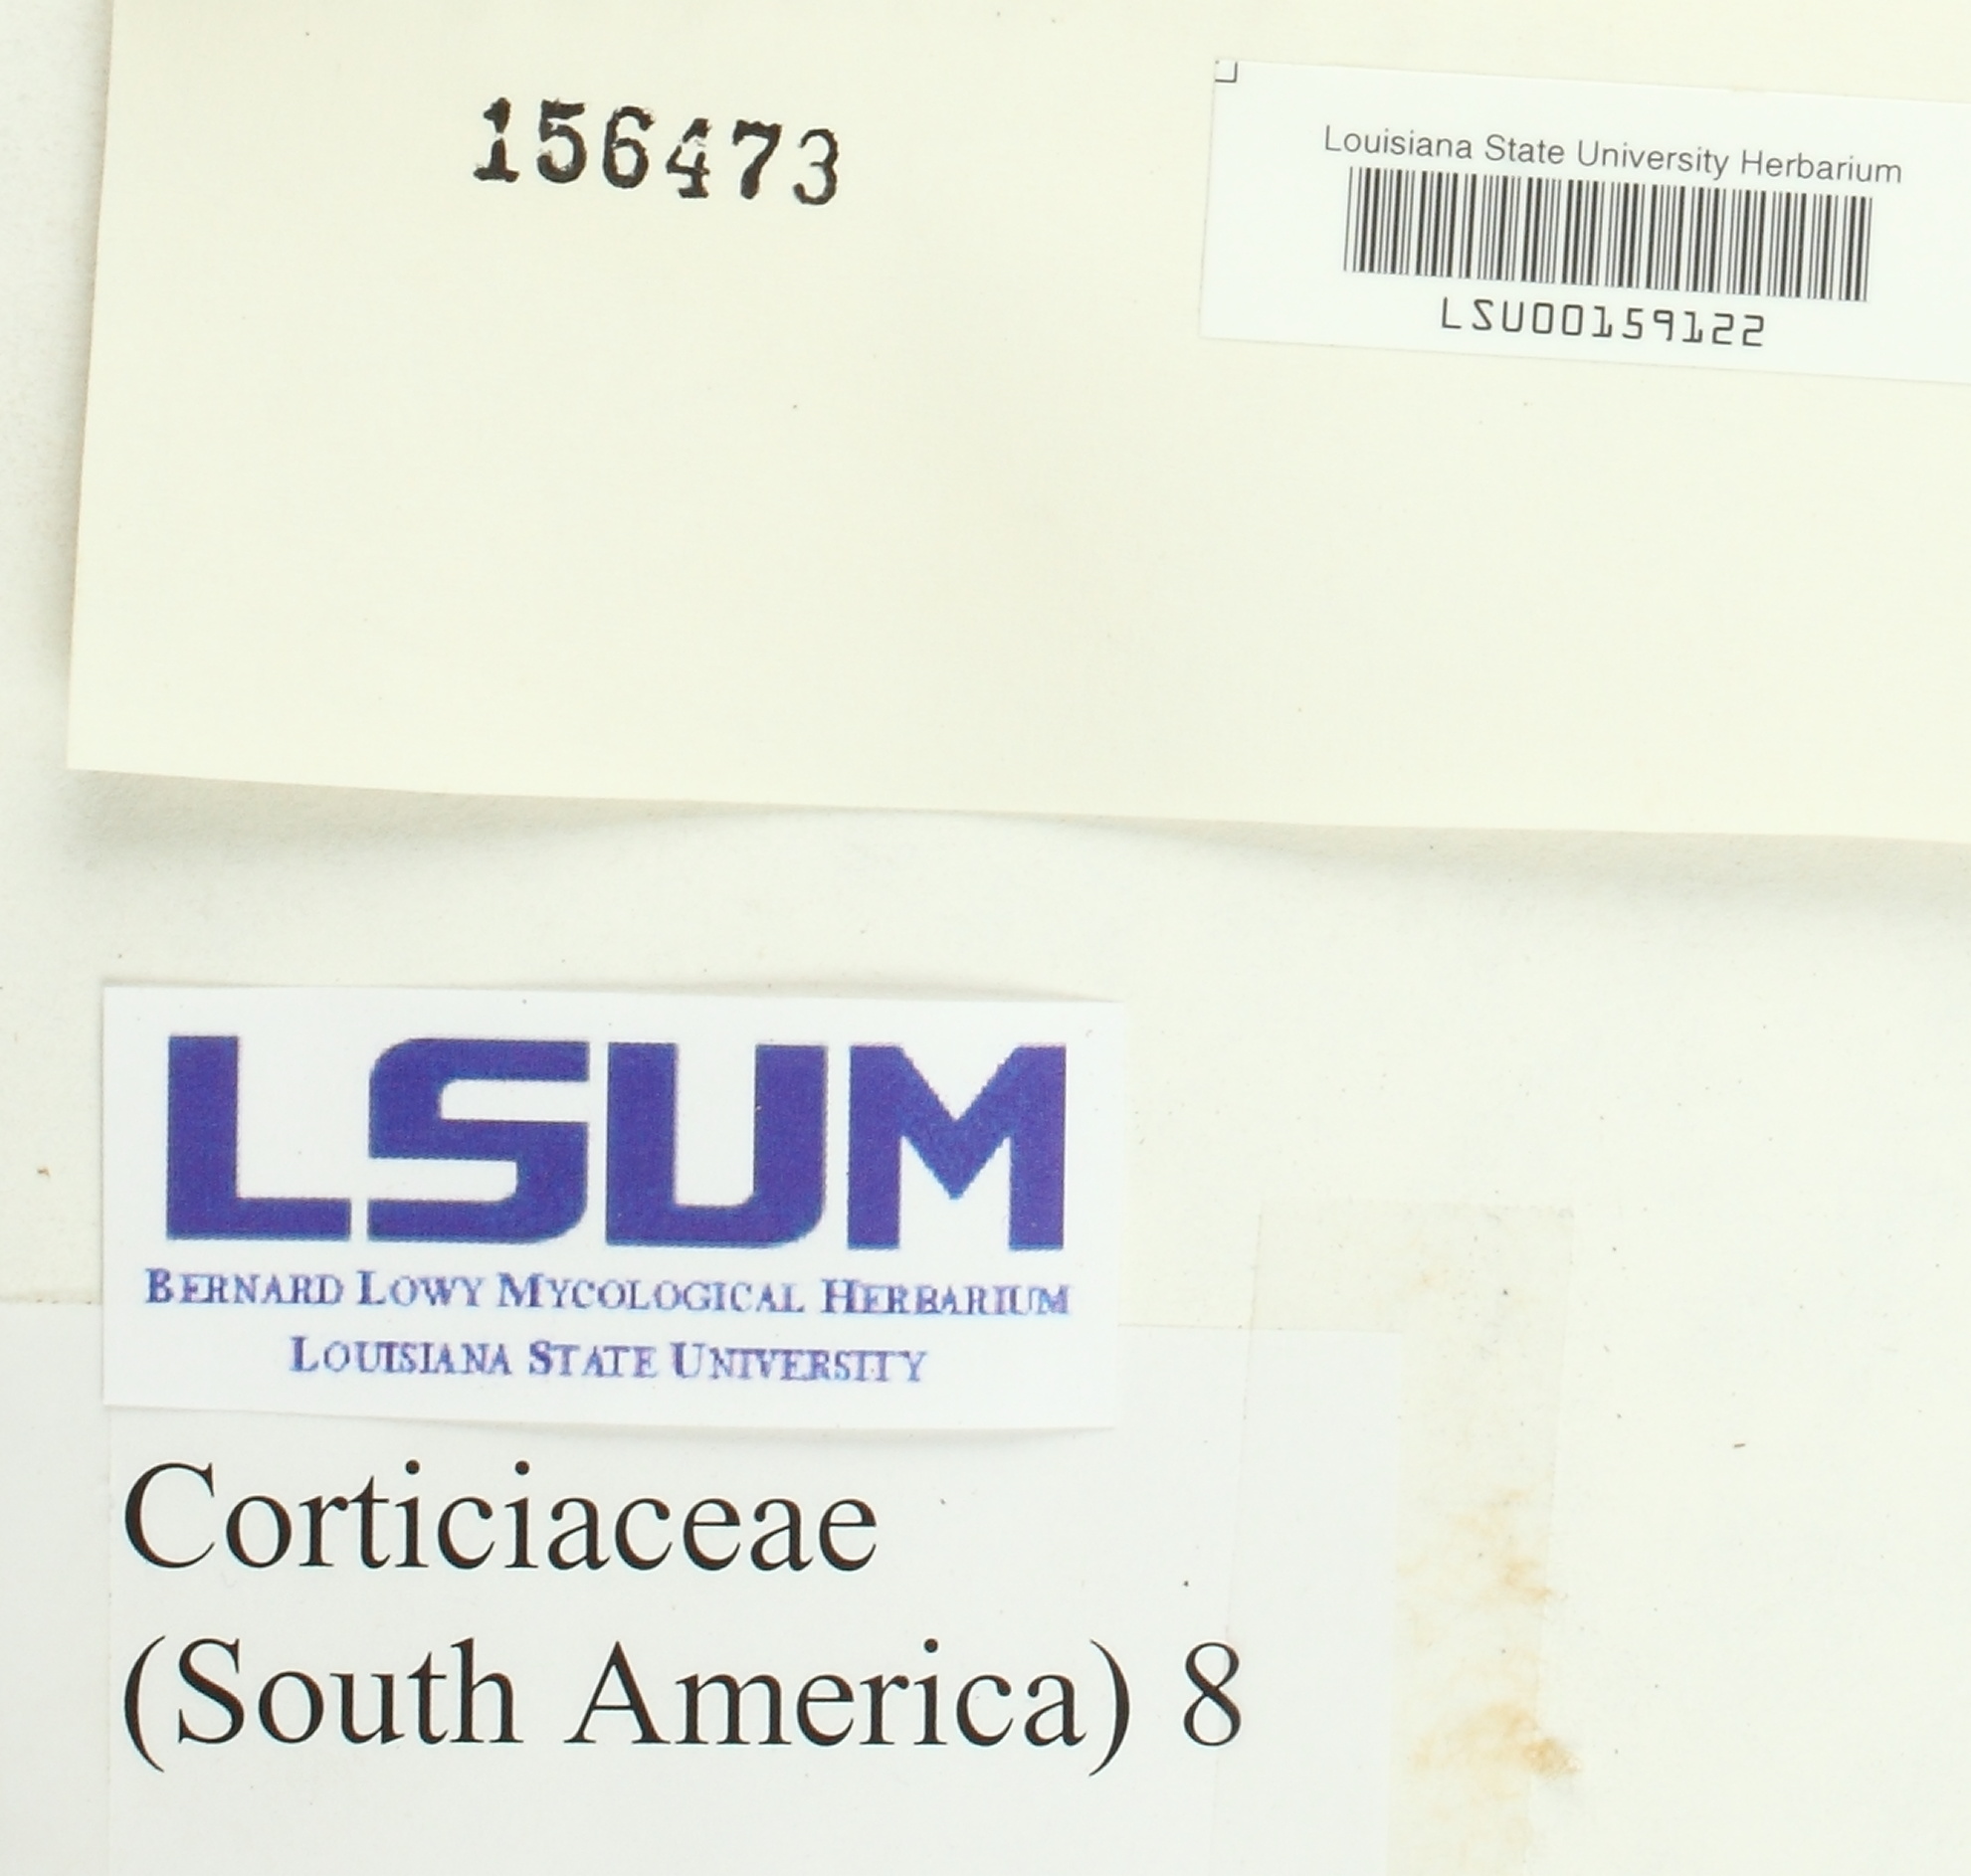 156473
Louisiana State University Herbarium
LSU00159122
LSUM
BERNARD LOWY MYCOLOGICAL HERBARIUM
LOUISIANA STATE UNIVERSITY
Corticiaceae
(South America) 8